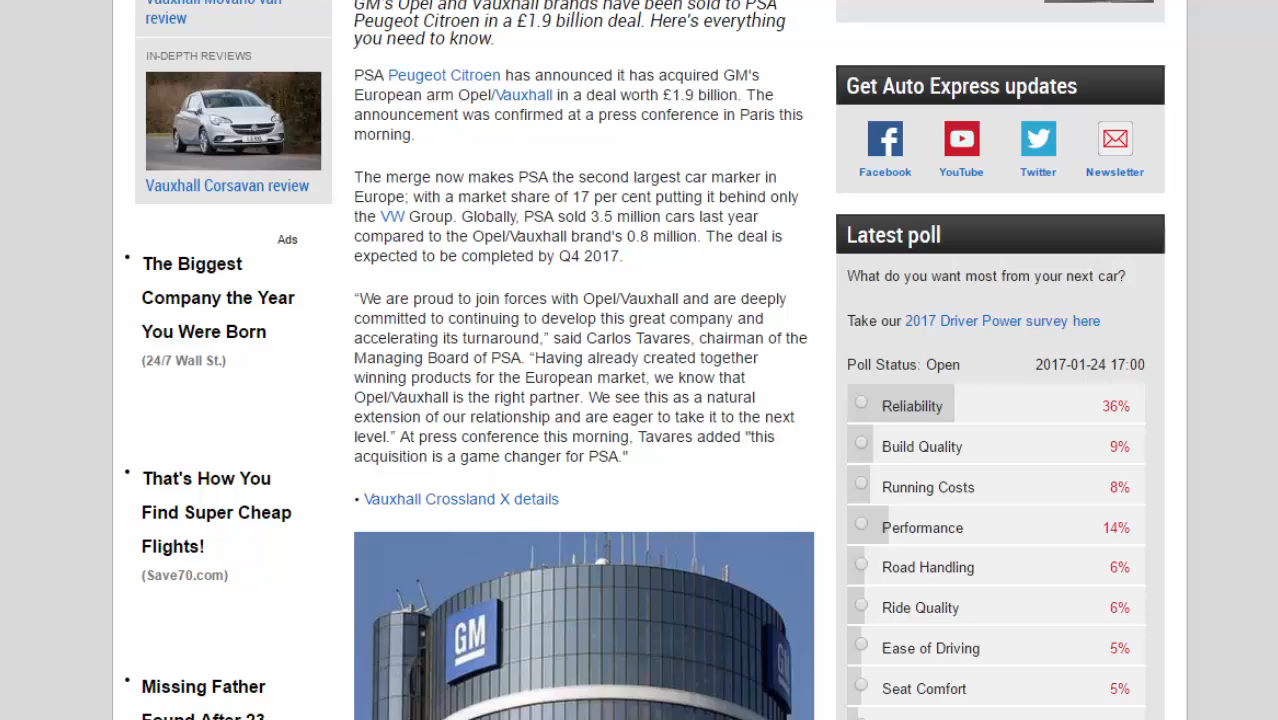 Vauxhall Movano van
review
IN-DEPTH REVIEWS
Vauxhall Corsavan review
Ads
• The Biggest
Company the Year
You Were Born
(24/7 Wall St.)
• That's How You
Find Super Cheap
Flights!
(Save70.com)
• Missing Father
Found After 23
GM's Opel and Vauxhall brands have been sold to PSA
Peugeot Citroen in a £1.9 billion deal. Here's everything
you need to know.
PSA Peugeot Citroen has announced it has acquired GM's
European arm Opel/Vauxhall in a deal worth £1.9 billion. The
announcement was confirmed at a press conference in Paris this
morning.
The merge now makes PSA the second largest car marker in
Europe; with a market share of 17 per cent putting it behind only
the VW Group. Globally, PSA sold 3.5 million cars last year
compared to the Opel/Vauxhall brand's 0.8 million. The deal is
expected to be completed by Q4 2017.
“We are proud to join forces with Opel/Vauxhall and are deeply
committed to continuing to develop this great company and
accelerating its turnaround,” said Carlos Tavares, chairman of the
Managing Board of PSA. “Having already created together
winning products for the European market, we know that
Opel/Vauxhall is the right partner. We see this as a natural
extension of our relationship and are eager to take it to the next
level.” At press conference this morning, Tavares added "this
acquisition is a game changer for PSA."
• Vauxhall Crossland X details
GM
GM
Get Auto Express updates
Facebook YouTube Twitter Newsletter
Latest poll
What do you want most from your next car?
Take our 2017 Driver Power survey here
Poll Status: Open 2017-01-24 17:00
Reliability 36%
Build Quality 9%
Running Costs 8%
Performance 14%
Road Handling 6%
Ride Quality 6%
Ease of Driving 5%
Seat Comfort 5%